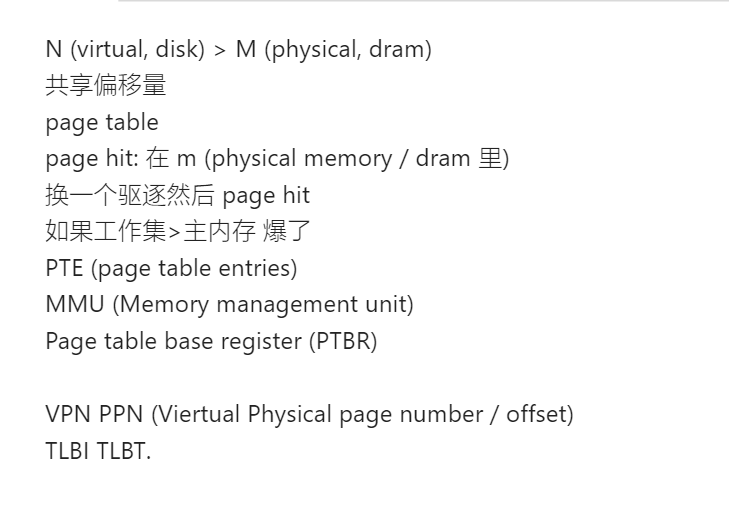 N (virtual, disk) > M (physical, dram)
共享偏移量
page table
page hit: 在 m (physical memory / dram 里)
换一个驱逐然后 page hit
如果工作集>主内存 爆了
PTE (page table entries)
MMU (Memory management unit)
Page table base register (PTBR)
VPN PPN (Viertual Physical page number / offset)
TLBI TLBT.